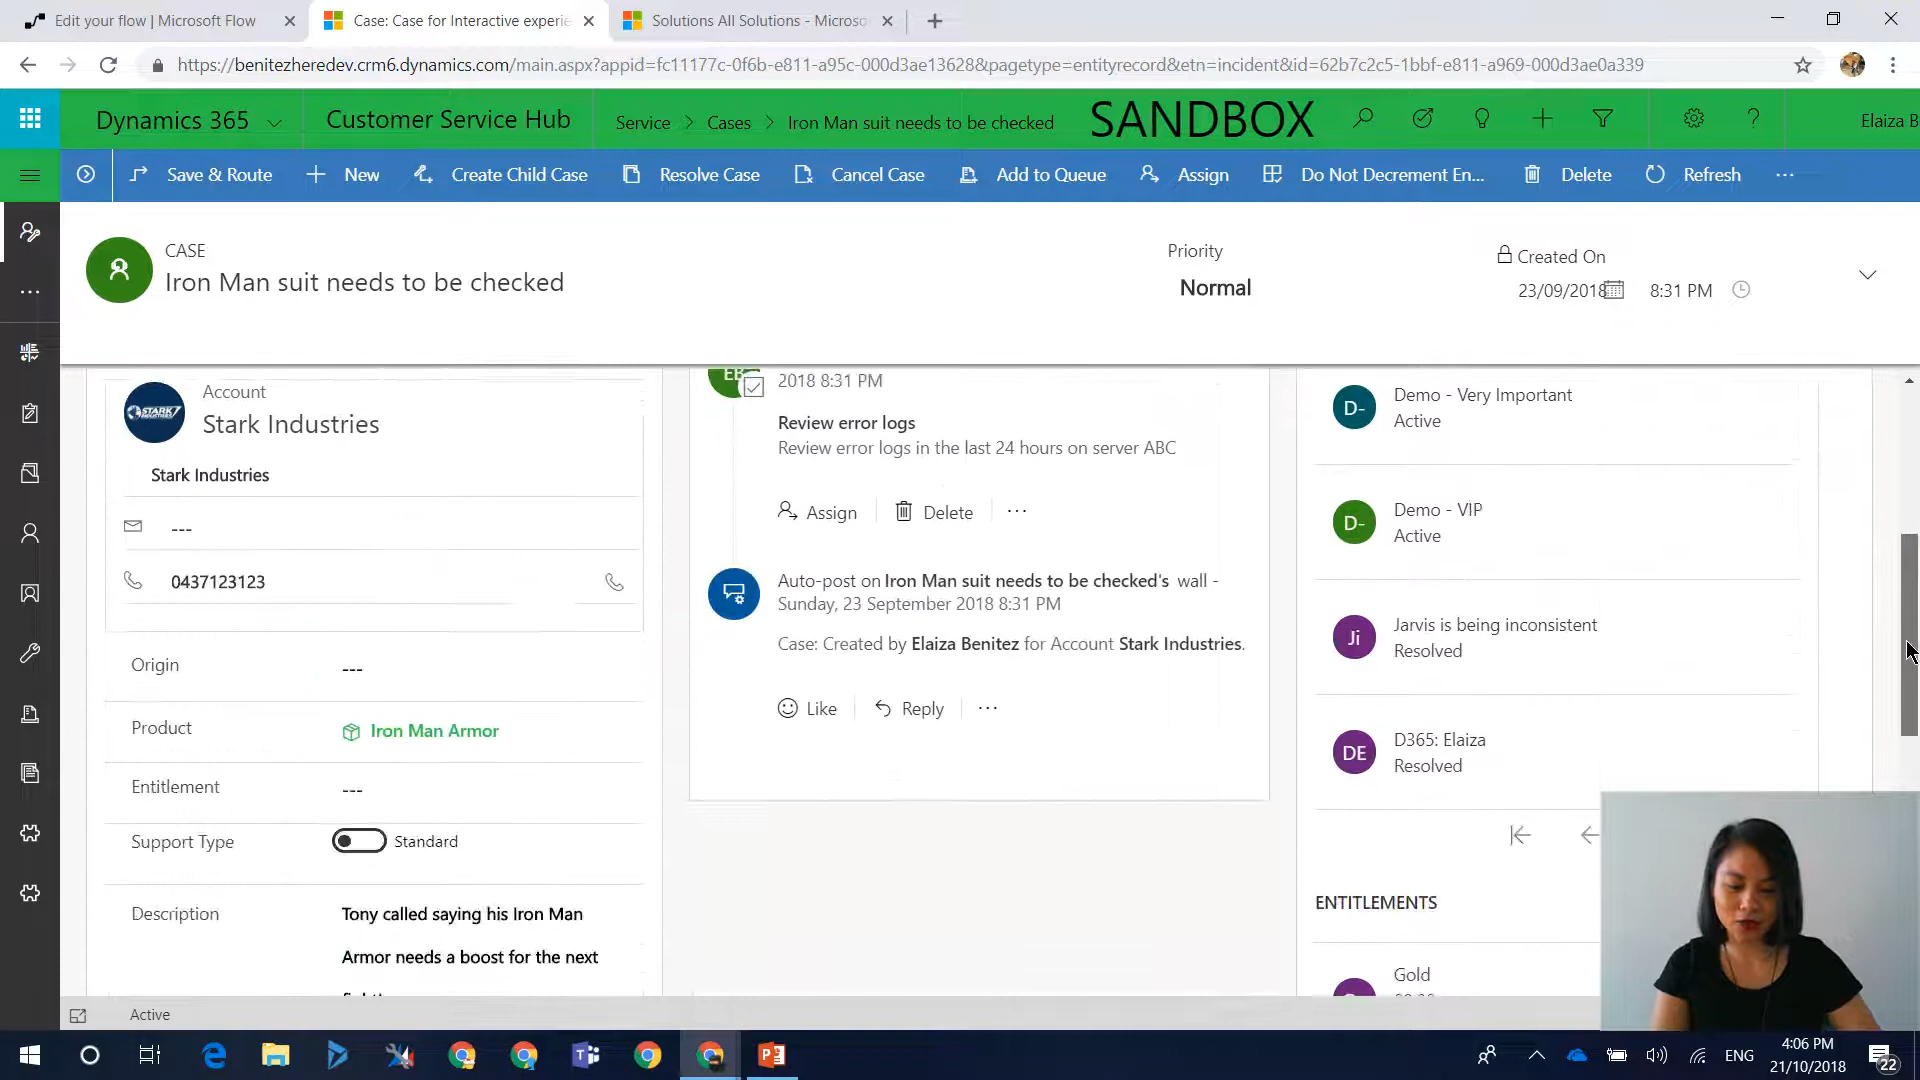 Edit your flow | Microsoft Flow
Case: Case for Interactive experie
Solutions All Solutions - Microso
https://benitezheredev.crm6.dynamics.com/main.aspx?appid=fc11177c-0f6b-e811-a95c-000d3ae13628&pagetype=entityrecord&etn=incident&id=62b7c2c5-1bbf-e811-a969-000d3ae0a339
Dynamics 365
Customer Service Hub
Service > Cases > Iron Man suit needs to be checked
SANDBOX
Elaiza B
Save & Route
New
Create Child Case
Resolve Case
Cancel Case
Add to Queue
Assign
Do Not Decrement En...
Delete
Refresh
CASE
Iron Man suit needs to be checked
Priority
Normal
Created On
23/09/2018
8:31 PM
Account
STARK
Stark Industries
Stark Industries
---
0437123123
Origin
---
Product
Iron Man Armor
Entitlement
---
Support Type
Standard
Description
Tony called saying his Iron Man
Armor needs a boost for the next
EB
2018 8:31 PM
Review error logs
Review error logs in the last 24 hours on server ABC
Assign
Delete
Auto-post on Iron Man suit needs to be checked's wall -
Sunday, 23 September 2018 8:31 PM
Case: Created by Elaiza Benitez for Account Stark Industries.
Like
Reply
D-
Demo - Very Important
Active
D-
Demo - VIP
Active
Ji
Jarvis is being inconsistent
Resolved
DE
D365: Elaiza
Resolved
ENTITLEMENTS
Gold
Active
ENG
4:06 PM
21/10/2018
22